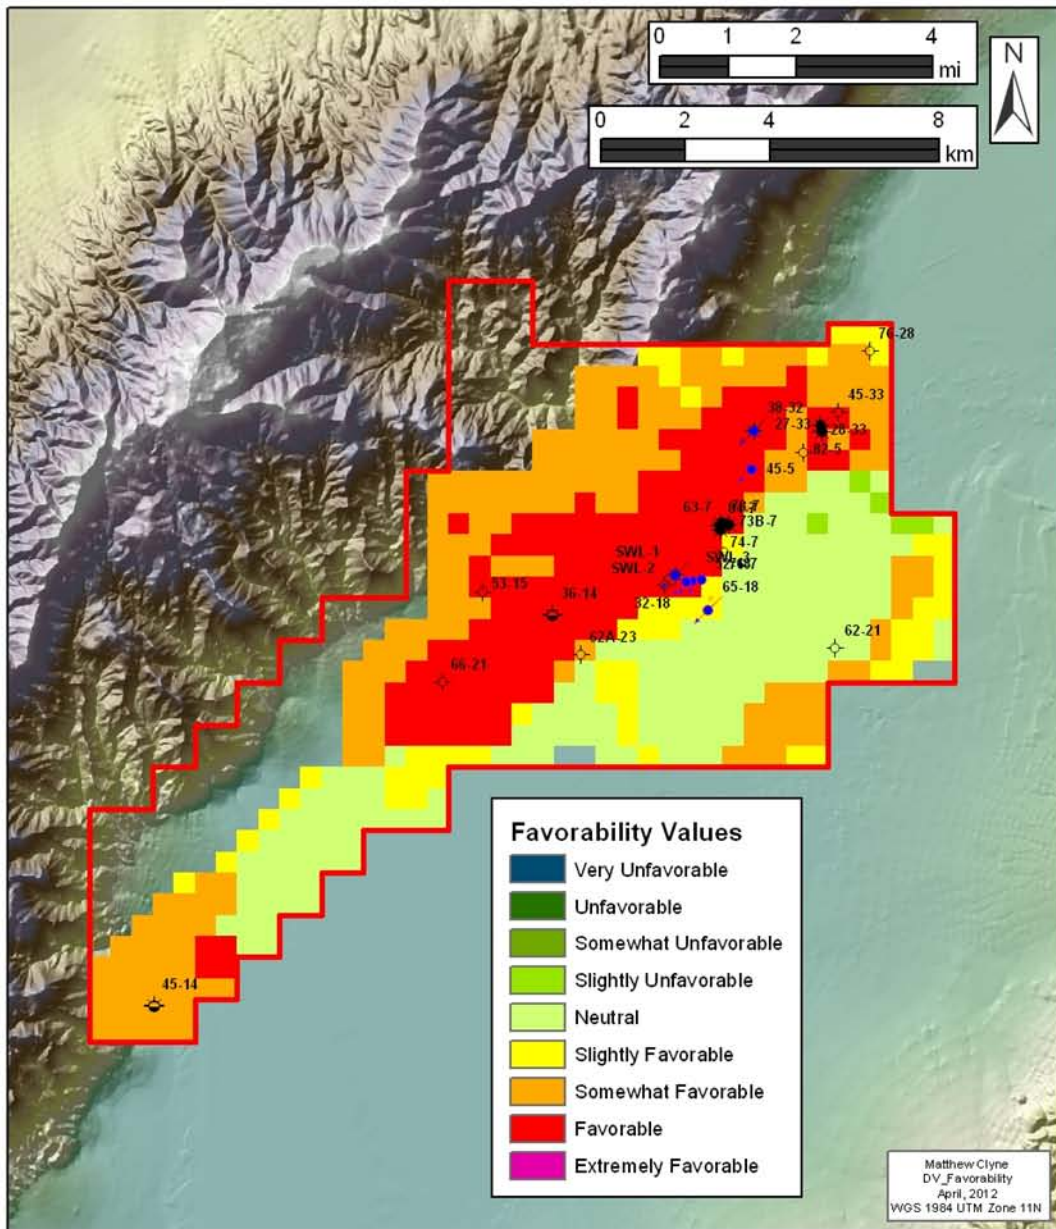 0 1 2 4
mi
N
0 2 4 8
km
76-28
45-33
38-32
27-33
28-33
82-5
45-5
63-7
73B-7
74-7
SWL-1
SWL-3
SWL-2
53-15
65-18
36-14
32-18
62A-23
62-21
66-21
45-14
Favorability Values
Very Unfavorable
Unfavorable
Somewhat Unfavorable
Slightly Unfavorable
Neutral
Slightly Favorable
Somewhat Favorable
Favorable
Extremely Favorable
Matthew Clyne
DV_Favorability
April, 2012
WGS 1984 UTM Zone 11N